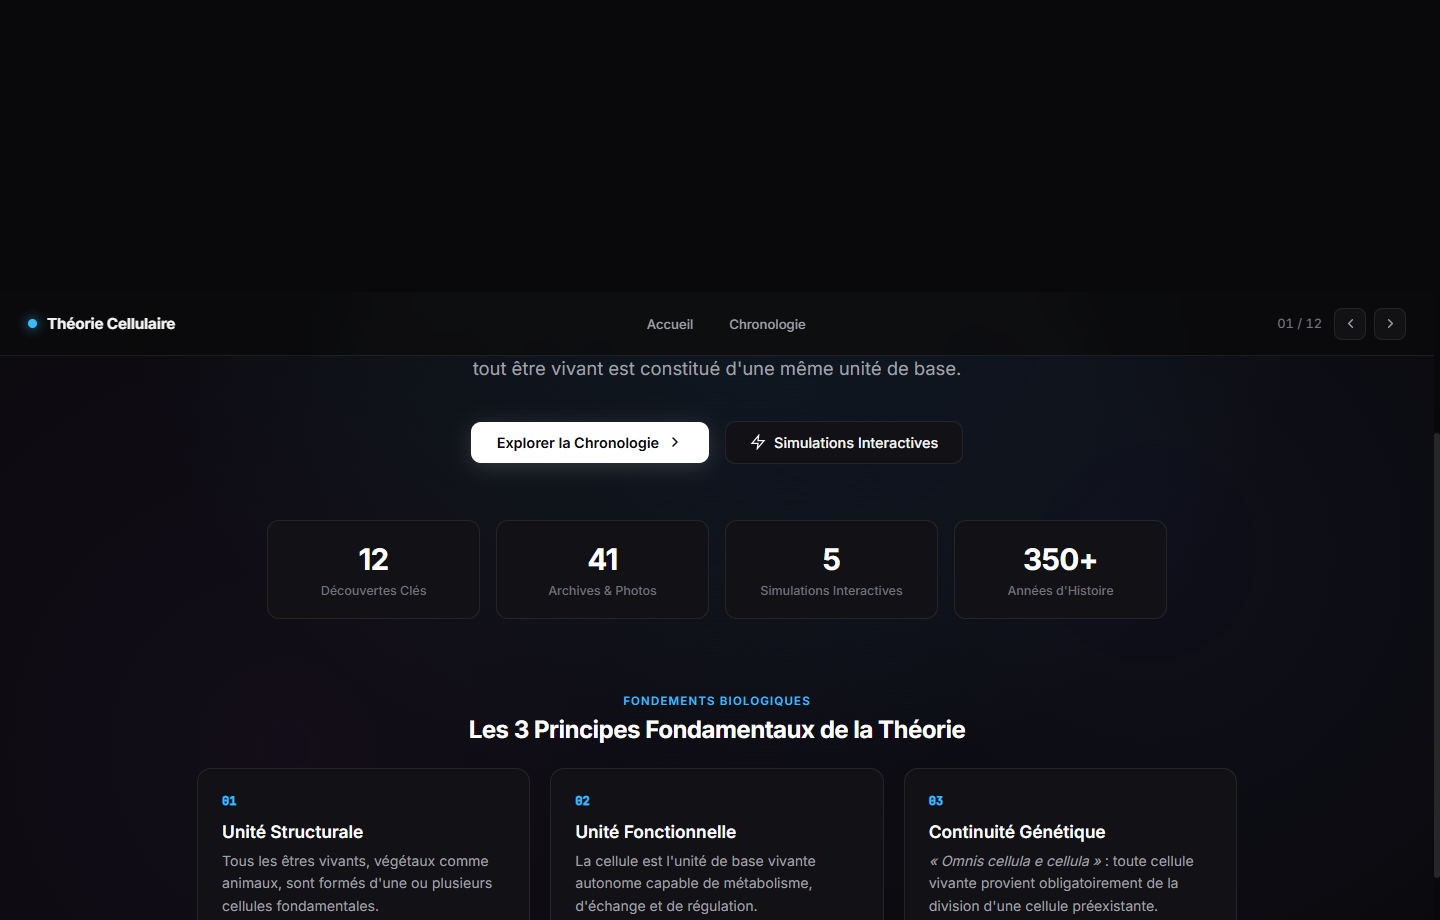 Théorie Cellulaire
Accueil
Chronologie
01 / 12
tout être vivant est constitué d'une même unité de base.
Explorer la Chronologie
Simulations Interactives
12
Découvertes Clés
41
Archives & Photos
5
Simulations Interactives
350+
Années d'Histoire
FONDEMENTS BIOLOGIQUES
Les 3 Principes Fondamentaux de la Théorie
01
Unité Structurale
Tous les êtres vivants, végétaux comme
animaux, sont formés d'une ou plusieurs
cellules fondamentales.
02
Unité Fonctionnelle
La cellule est l'unité de base vivante
autonome capable de métabolisme,
d'échange et de régulation.
03
Continuité Génétique
« Omnis cellula e cellula » : toute cellule
vivante provient obligatoirement de la
division d'une cellule préexistante.